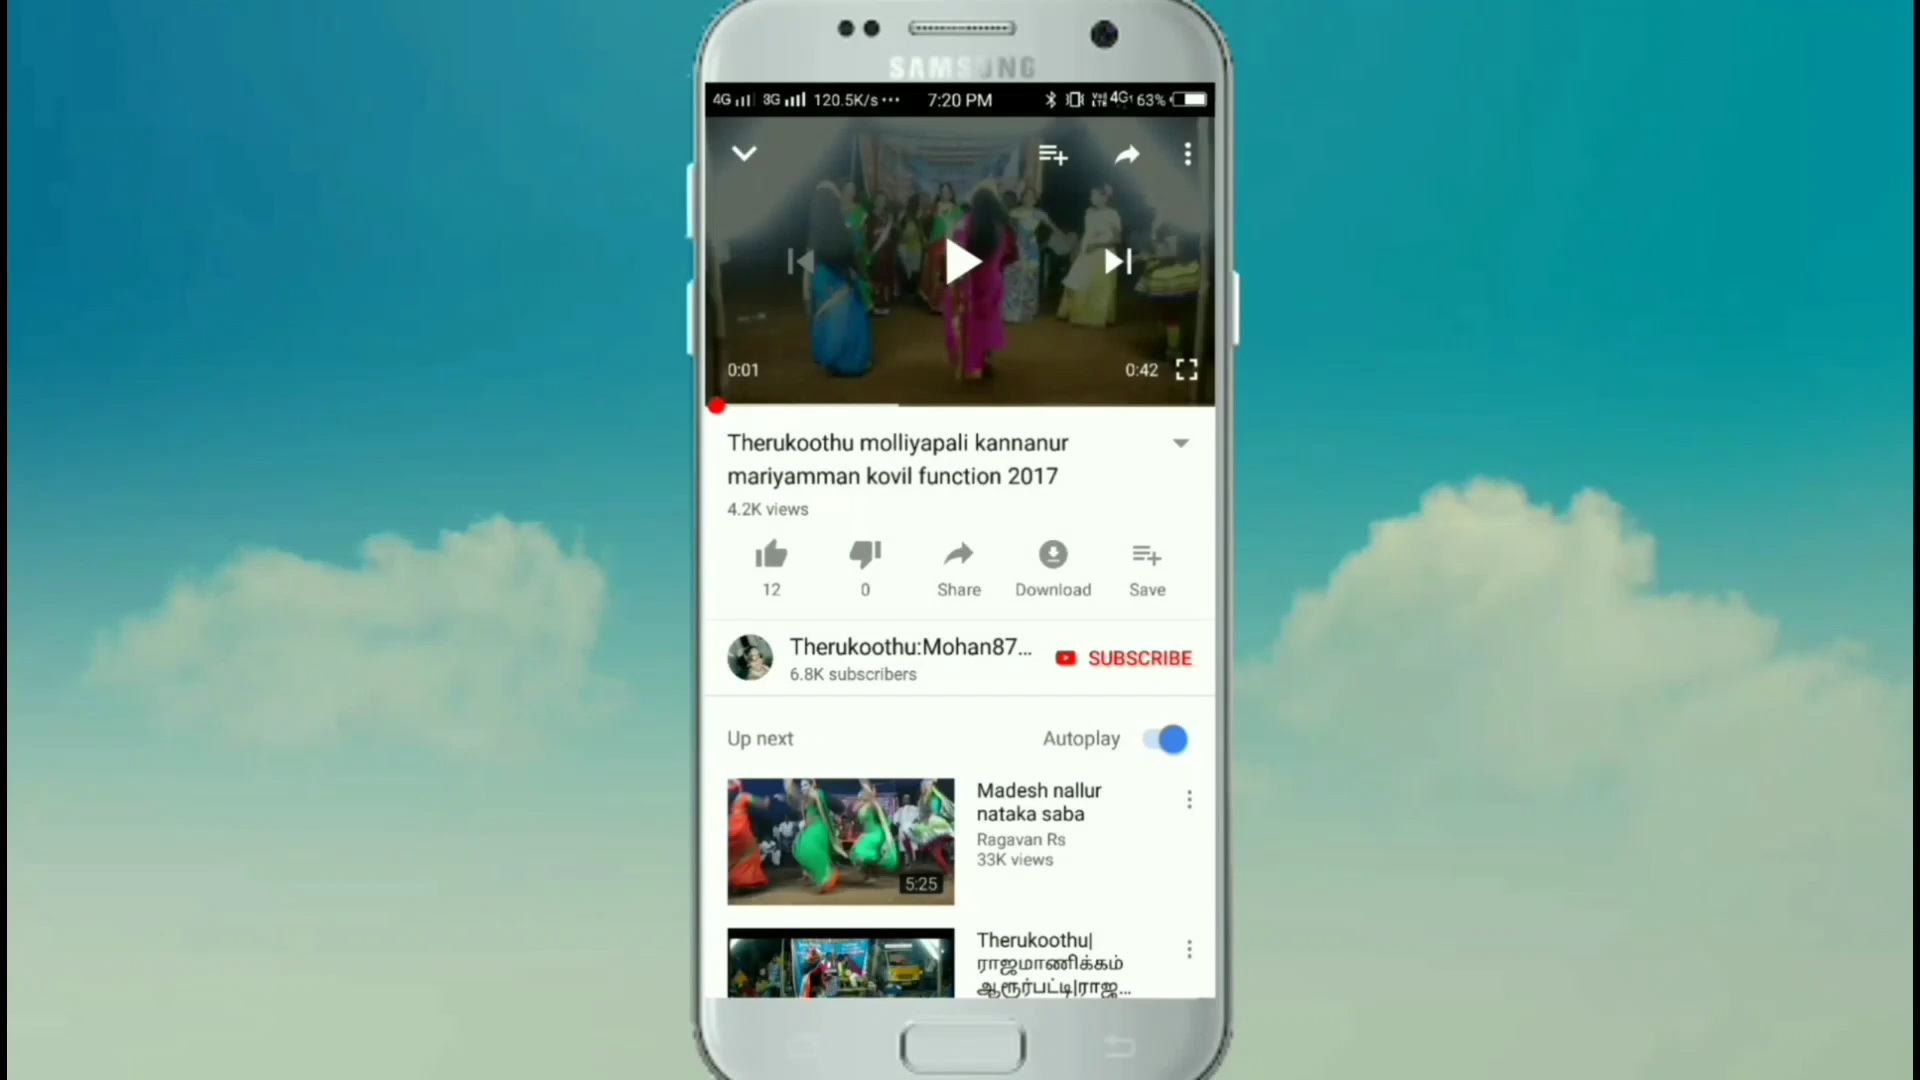 SAMSUNG
4G 3G 120.5K/s... 7:20 PM 4G 63%
0:01 0:42
Therukoothu molliyapali kannanur
mariyamman kovil function 2017
4.2K views
12 0 Share Download Save
Therukoothu:Mohan87...
6.8K subscribers
SUBSCRIBE
Up next Autoplay
Madesh nallur
nataka saba
Ragavan Rs
33K views
5:25
Therukoothu|
ராஜமாணிக்கம்
ஆரூர்பட்டி|ராஜ...